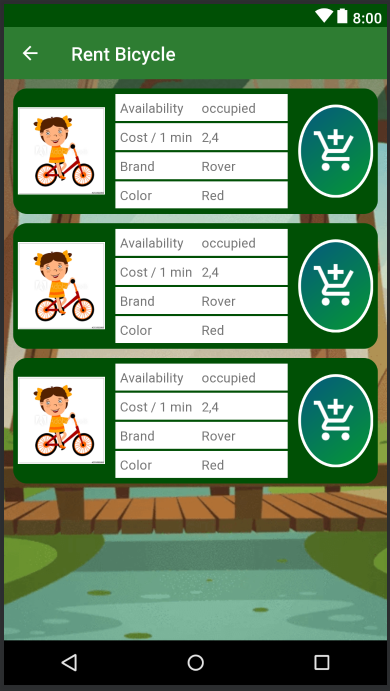 8:00
Rent Bicycle
Availability occupied
Cost / 1 min 2,4
Brand Rover
Color Red
Availability occupied
Cost / 1 min 2,4
Brand Rover
Color Red
Availability occupied
Cost / 1 min 2,4
Brand Rover
Color Red